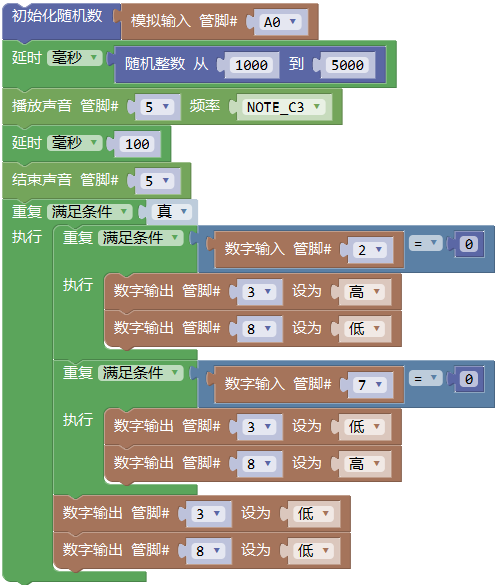 初始化随机数 模拟输入 管脚# A0
延时 毫秒 随机整数 从 1000 到 5000
播放声音 管脚# 5 频率 NOTE_C3
延时 毫秒 100
结束声音 管脚# 5
重复 满足条件 真
执行 重复 满足条件 数字输入 管脚# 2 = 0
执行 数字输出 管脚# 3 设为 高
数字输出 管脚# 8 设为 低
重复 满足条件 数字输入 管脚# 7 = 0
执行 数字输出 管脚# 3 设为 低
数字输出 管脚# 8 设为 高
数字输出 管脚# 3 设为 低
数字输出 管脚# 8 设为 低